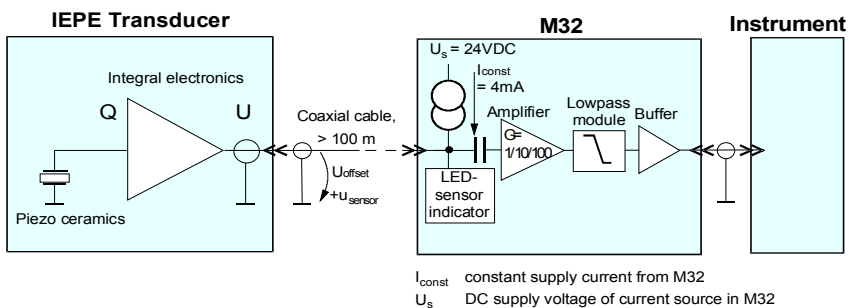 IEPE Transducer
M32
Instrument
Us = 24VDC
Iconst
= 4mA
Integral electronics
Q
U
Coaxial cable,
> 100 m
Amplifier
G=
1/10/100
Lowpass
module
Buffer
Uoffset
+usensor
LED-
sensor
indicator
Piezo ceramics
Iconst constant supply current from M32
Us DC supply voltage of current source in M32